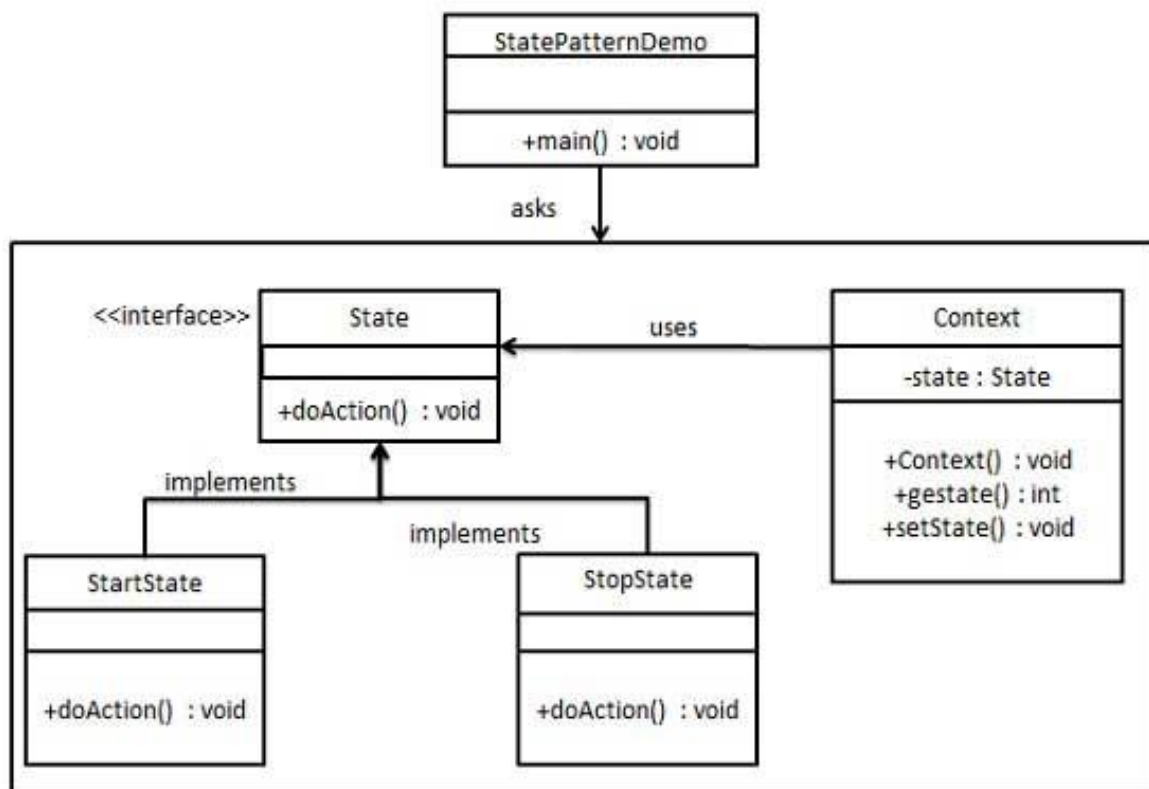 StatePatternDemo
+main() : void
asks
<<interface>>
State
+doAction() : void
uses
Context
-state : State
+Context() : void
+gestate() : int
+setState() : void
implements
implements
StartState
+doAction() : void
StopState
+doAction() : void